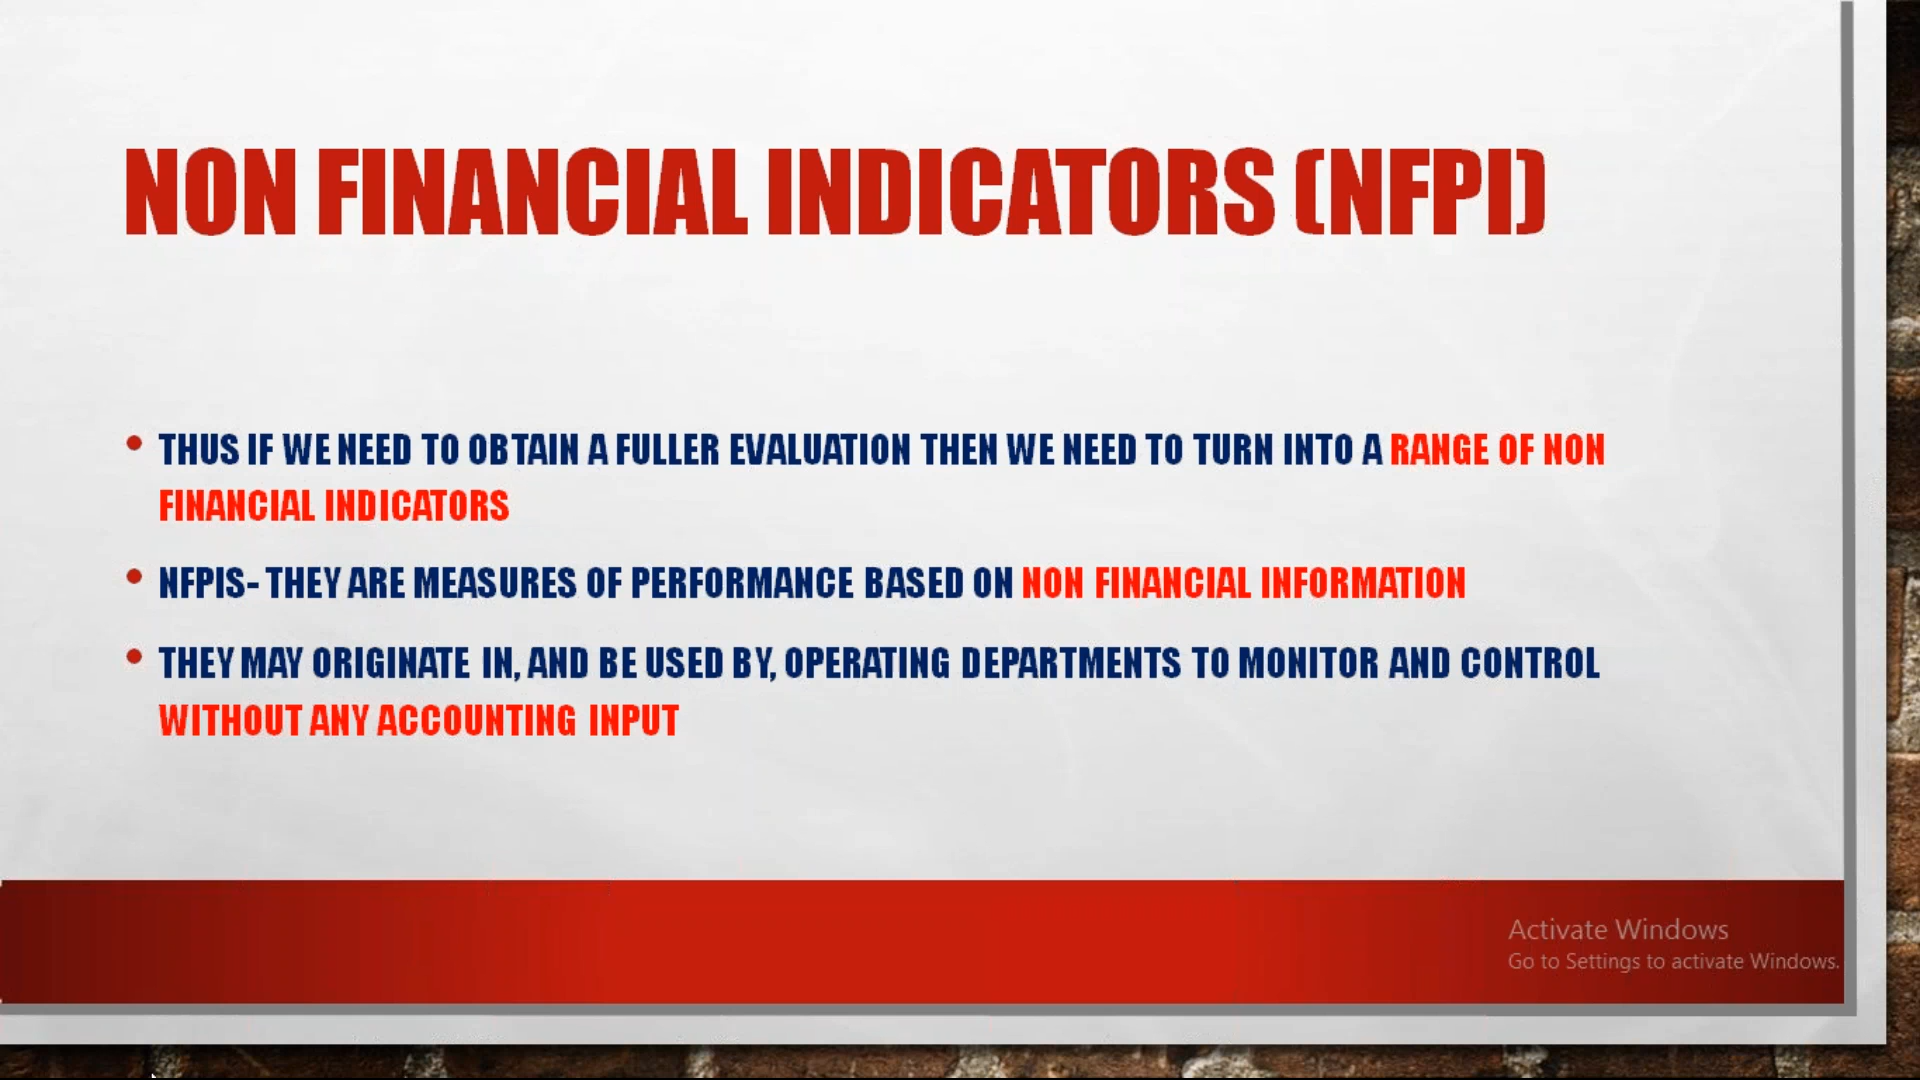 NON FINANCIAL INDICATORS (NFPI)
• THUS IF WE NEED TO OBTAIN A FULLER EVALUATION THEN WE NEED TO TURN INTO A RANGE OF NON
FINANCIAL INDICATORS
• NFPIS- THEY ARE MEASURES OF PERFORMANCE BASED ON NON FINANCIAL INFORMATION
• THEY MAY ORIGINATE IN, AND BE USED BY, OPERATING DEPARTMENTS TO MONITOR AND CONTROL
WITHOUT ANY ACCOUNTING INPUT
Activate Windows
Go to Settings to activate Windows.